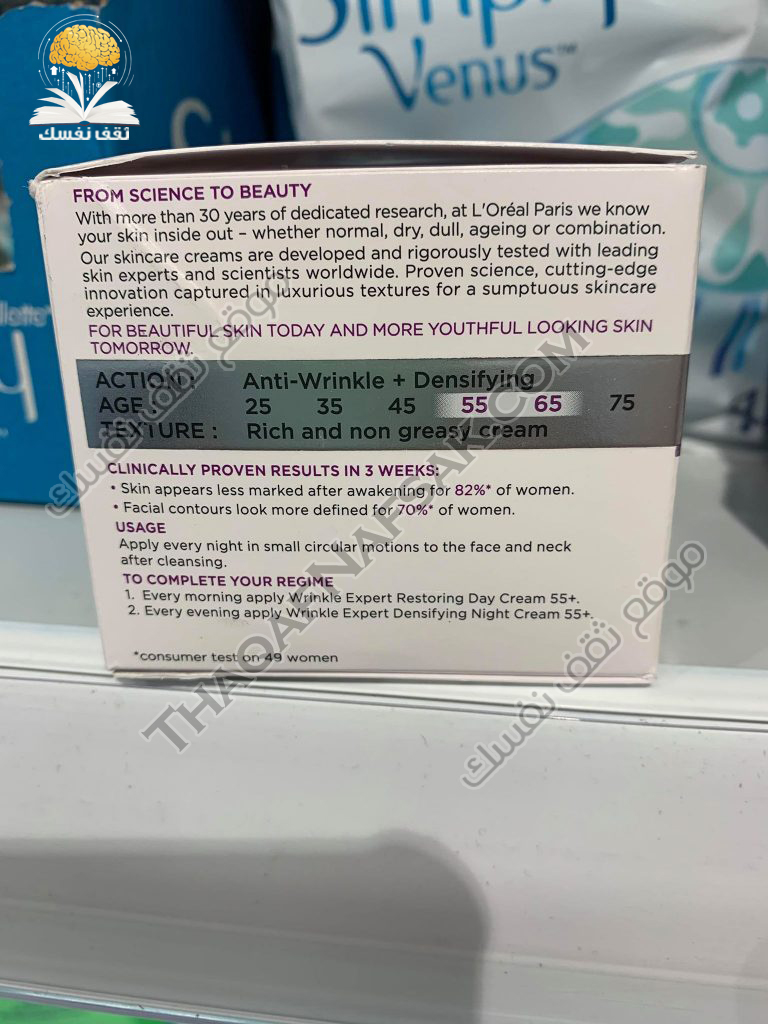 ثقف نفسك
Simply
Venus™
FROM SCIENCE TO BEAUTY
With more than 30 years of dedicated research, at L'Oréal Paris we know
your skin inside out – whether normal, dry, dull, ageing or combination.
Our skincare creams are developed and rigorously tested with leading
skin experts and scientists worldwide. Proven science, cutting-edge
innovation captured in luxurious textures for a sumptuous skincare
experience.
FOR BEAUTIFUL SKIN TODAY AND MORE YOUTHFUL LOOKING SKIN
TOMORROW.
ACTION : Anti-Wrinkle + Densifying
AGE : 25 35 45 55 65 75
TEXTURE : Rich and non greasy cream
CLINICALLY PROVEN RESULTS IN 3 WEEKS:
• Skin appears less marked after awakening for 82%* of women.
• Facial contours look more defined for 70%* of women.
USAGE
Apply every night in small circular motions to the face and neck
after cleansing.
TO COMPLETE YOUR REGIME
1. Every morning apply Wrinkle Expert Restoring Day Cream 55+.
2. Every evening apply Wrinkle Expert Densifying Night Cream 55+.
*consumer test on 49 women
موقع ثقف نفسك
THAQAFNAFSAK.COM
موقع ثقف نفسك